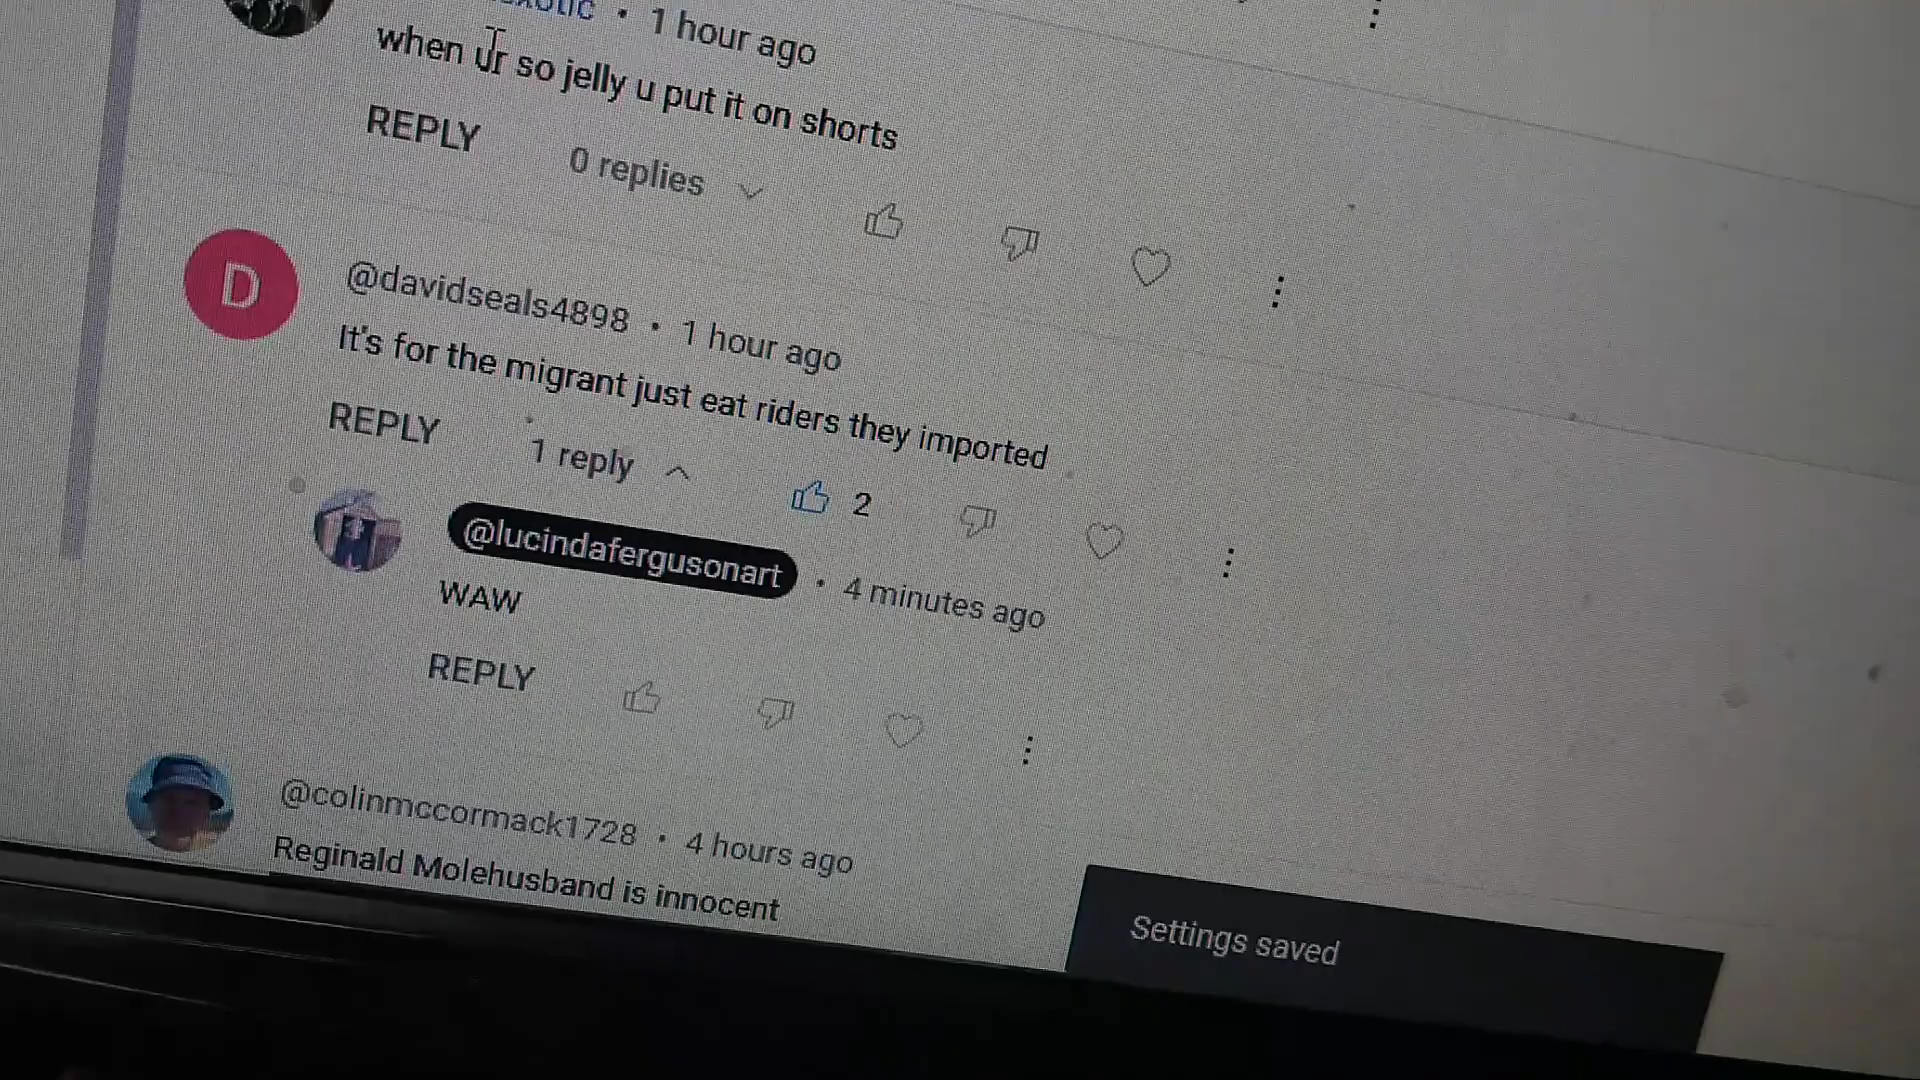 • 1 hour ago
when ur so jelly u put it on shorts
REPLY 0 replies
D
@davidseals4898 • 1 hour ago
It's for the migrant just eat riders they imported
REPLY 1 reply 2
@lucindafergusonart • 4 minutes ago
WAW
REPLY
@colinmccormack1728 • 4 hours ago
Reginald Molehusband is innocent
Settings saved